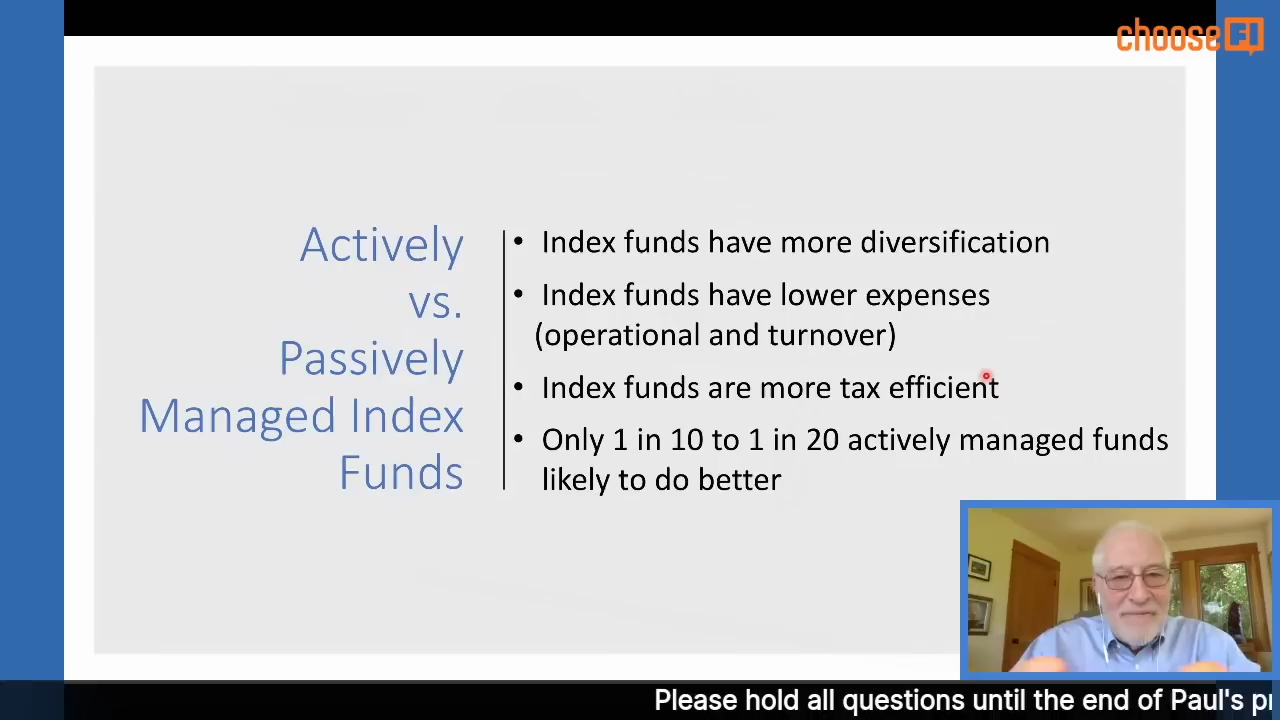 chooseFI
Actively
vs.
Passively
Managed Index
Funds
• Index funds have more diversification
• Index funds have lower expenses
(operational and turnover)
• Index funds are more tax efficient
• Only 1 in 10 to 1 in 20 actively managed funds
likely to do better
Please hold all questions until the end of Paul's